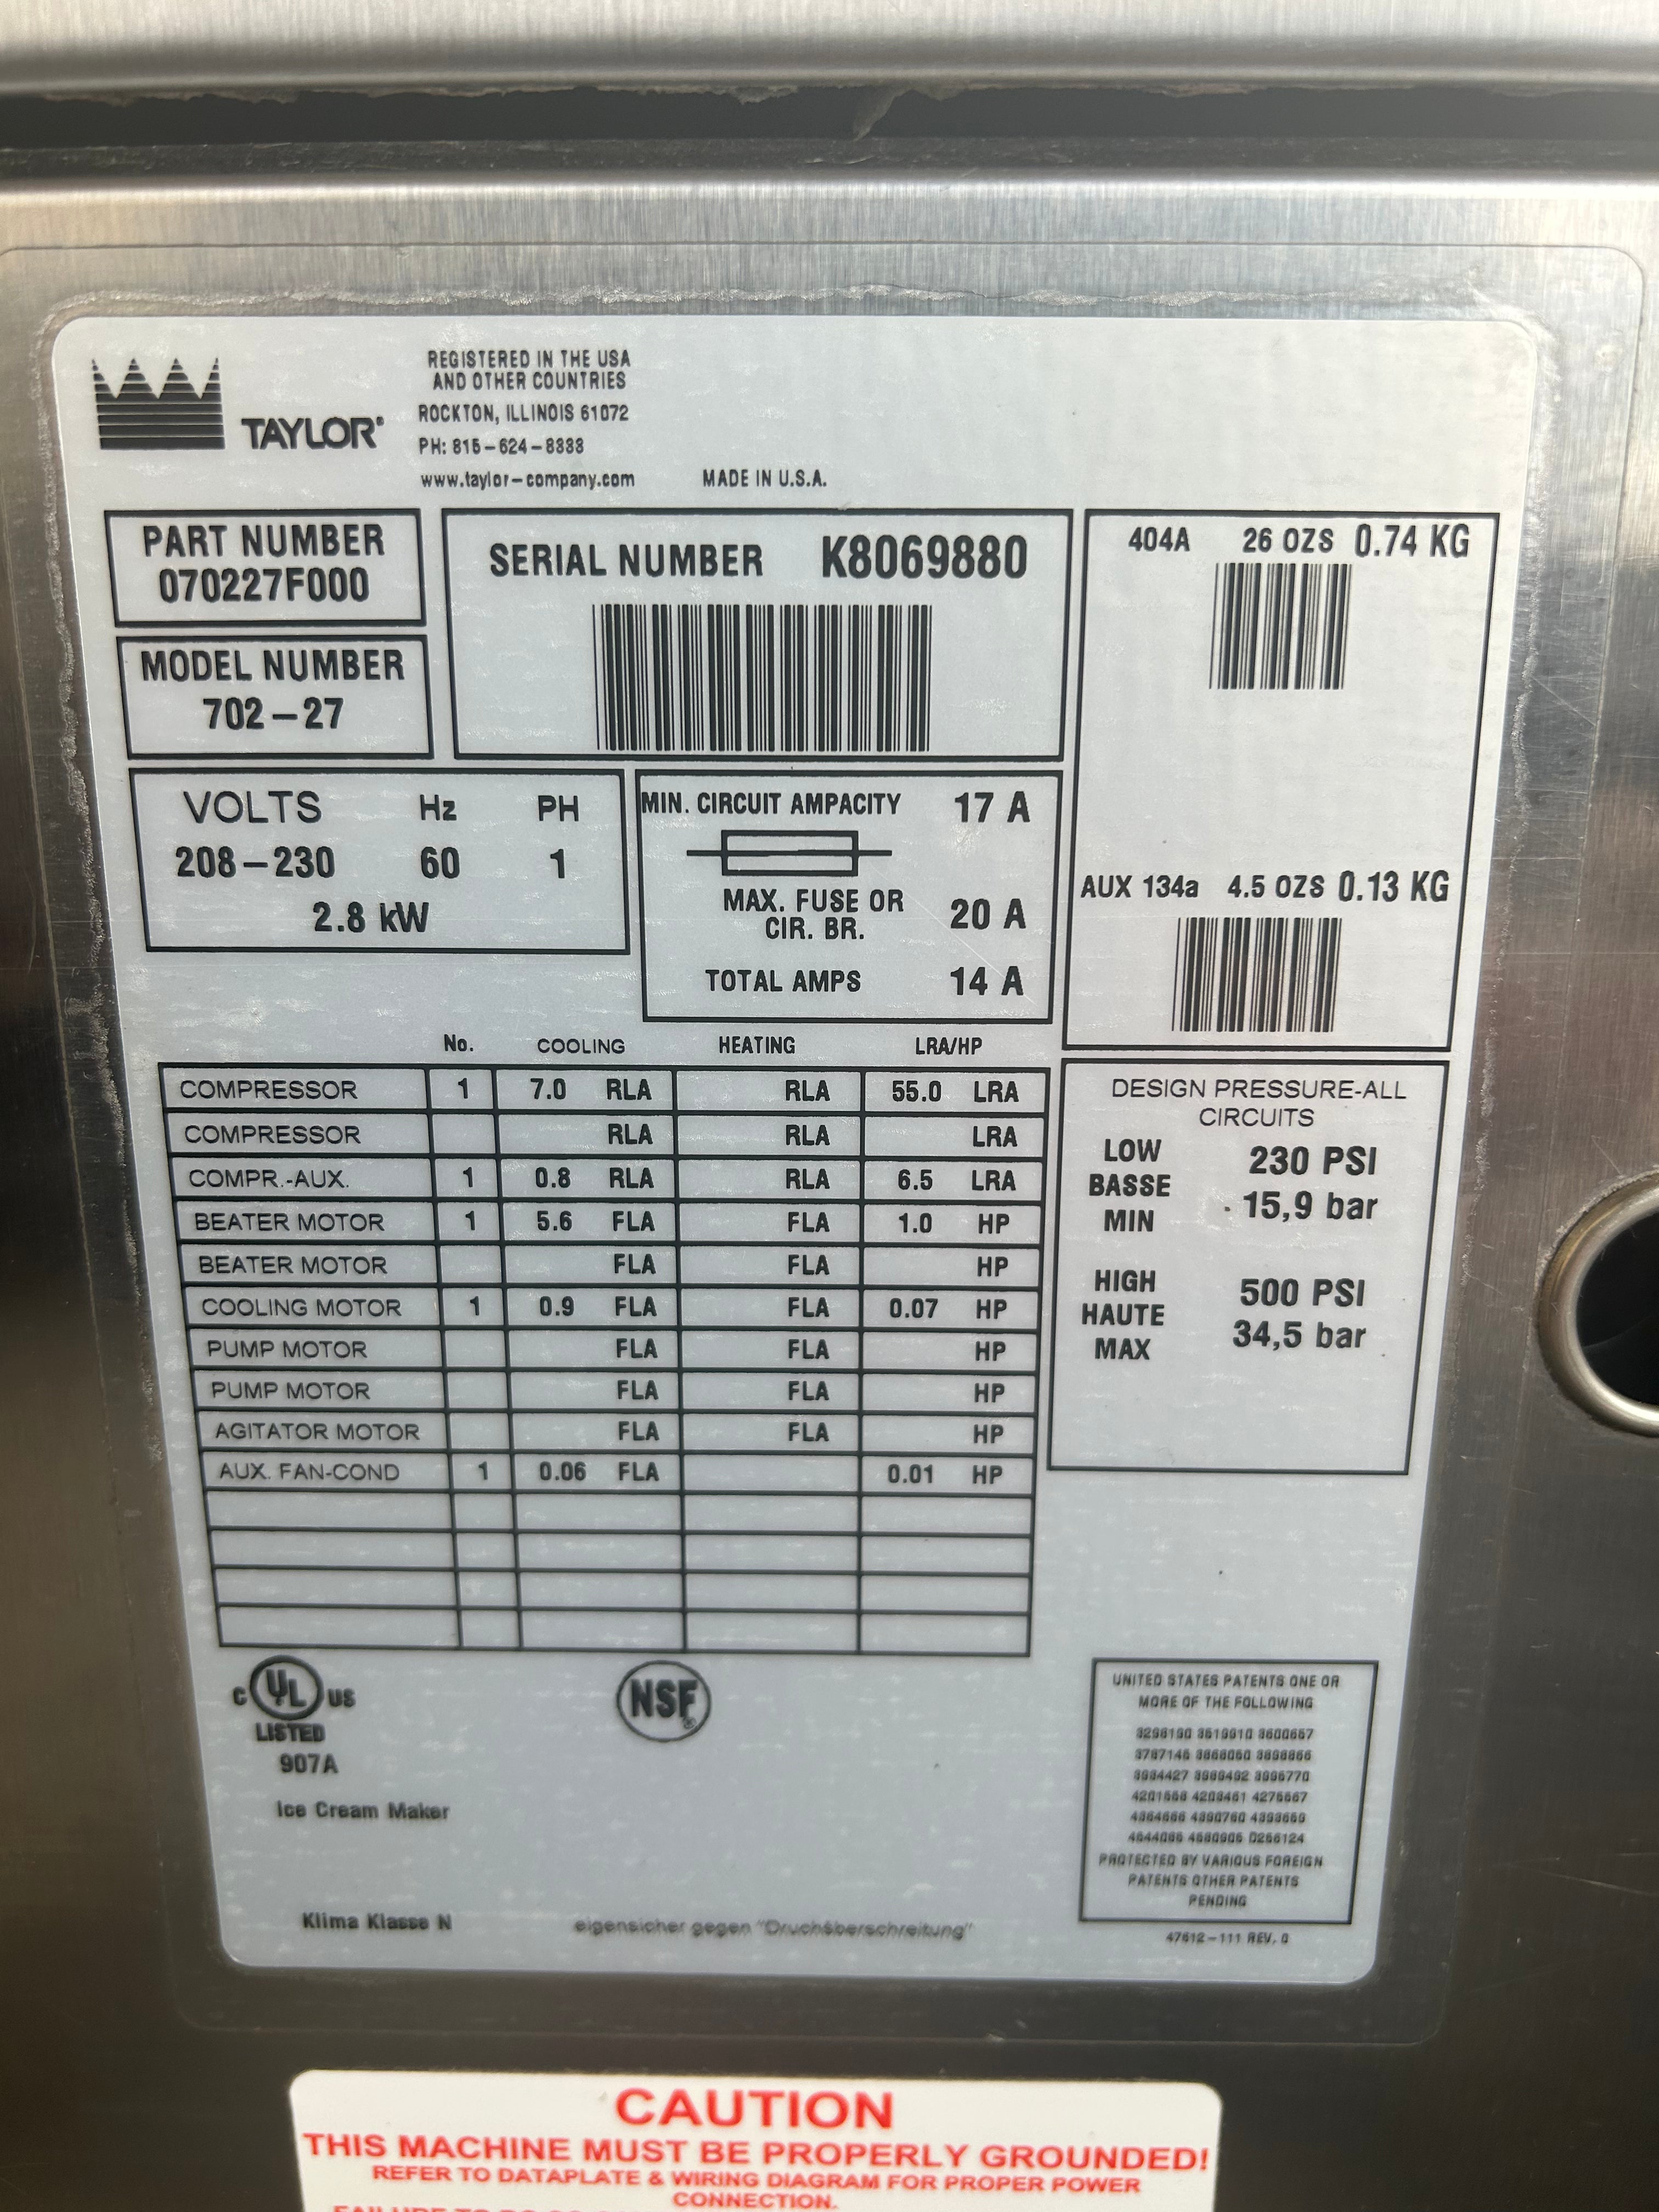 TAYLOR®
REGISTERED IN THE USA
AND OTHER COUNTRIES
ROCKTON, ILLINOIS 61072
PH: 815-624-8333
www.taylor-company.com MADE IN U.S.A.
PART NUMBER
070227F000
MODEL NUMBER
702-27
SERIAL NUMBER K8069880
404A 26 OZS 0.74 KG
AUX 134a 4.5 OZS 0.13 KG
VOLTS Hz PH
208-230 60 1
2.8 kW
MIN. CIRCUIT AMPACITY 17 A
MAX. FUSE OR
CIR. BR. 20 A
TOTAL AMPS 14 A
No. COOLING HEATING LRA/HP
COMPRESSOR 1 7.0 RLA RLA 55.0 LRA
COMPRESSOR RLA RLA LRA
COMPR.-AUX. 1 0.8 RLA RLA 6.5 LRA
BEATER MOTOR 1 5.6 FLA FLA 1.0 HP
BEATER MOTOR FLA FLA HP
COOLING MOTOR 1 0.9 FLA FLA 0.07 HP
PUMP MOTOR FLA FLA HP
PUMP MOTOR FLA FLA HP
AGITATOR MOTOR FLA FLA HP
AUX. FAN-COND 1 0.06 FLA 0.01 HP
DESIGN PRESSURE-ALL
CIRCUITS
LOW
BASSE
MIN
230 PSI
15,9 bar
HIGH
HAUTE
MAX
500 PSI
34,5 bar
C UL US
LISTED
907A
NSF®
Ice Cream Maker
Klima Klasse N
eigensicher gegen
UNITED STATES PATENTS ONE OR
MORE OF THE FOLLOWING
PROTECTED BY VARIOUS FOREIGN
PATENTS OTHER PATENTS
PENDING
47612-111 REV. 0
CAUTION
THIS MACHINE MUST BE PROPERLY GROUNDED!
REFER TO DATAPLATE & WIRING DIAGRAM FOR PROPER POWER
CONNECTION.